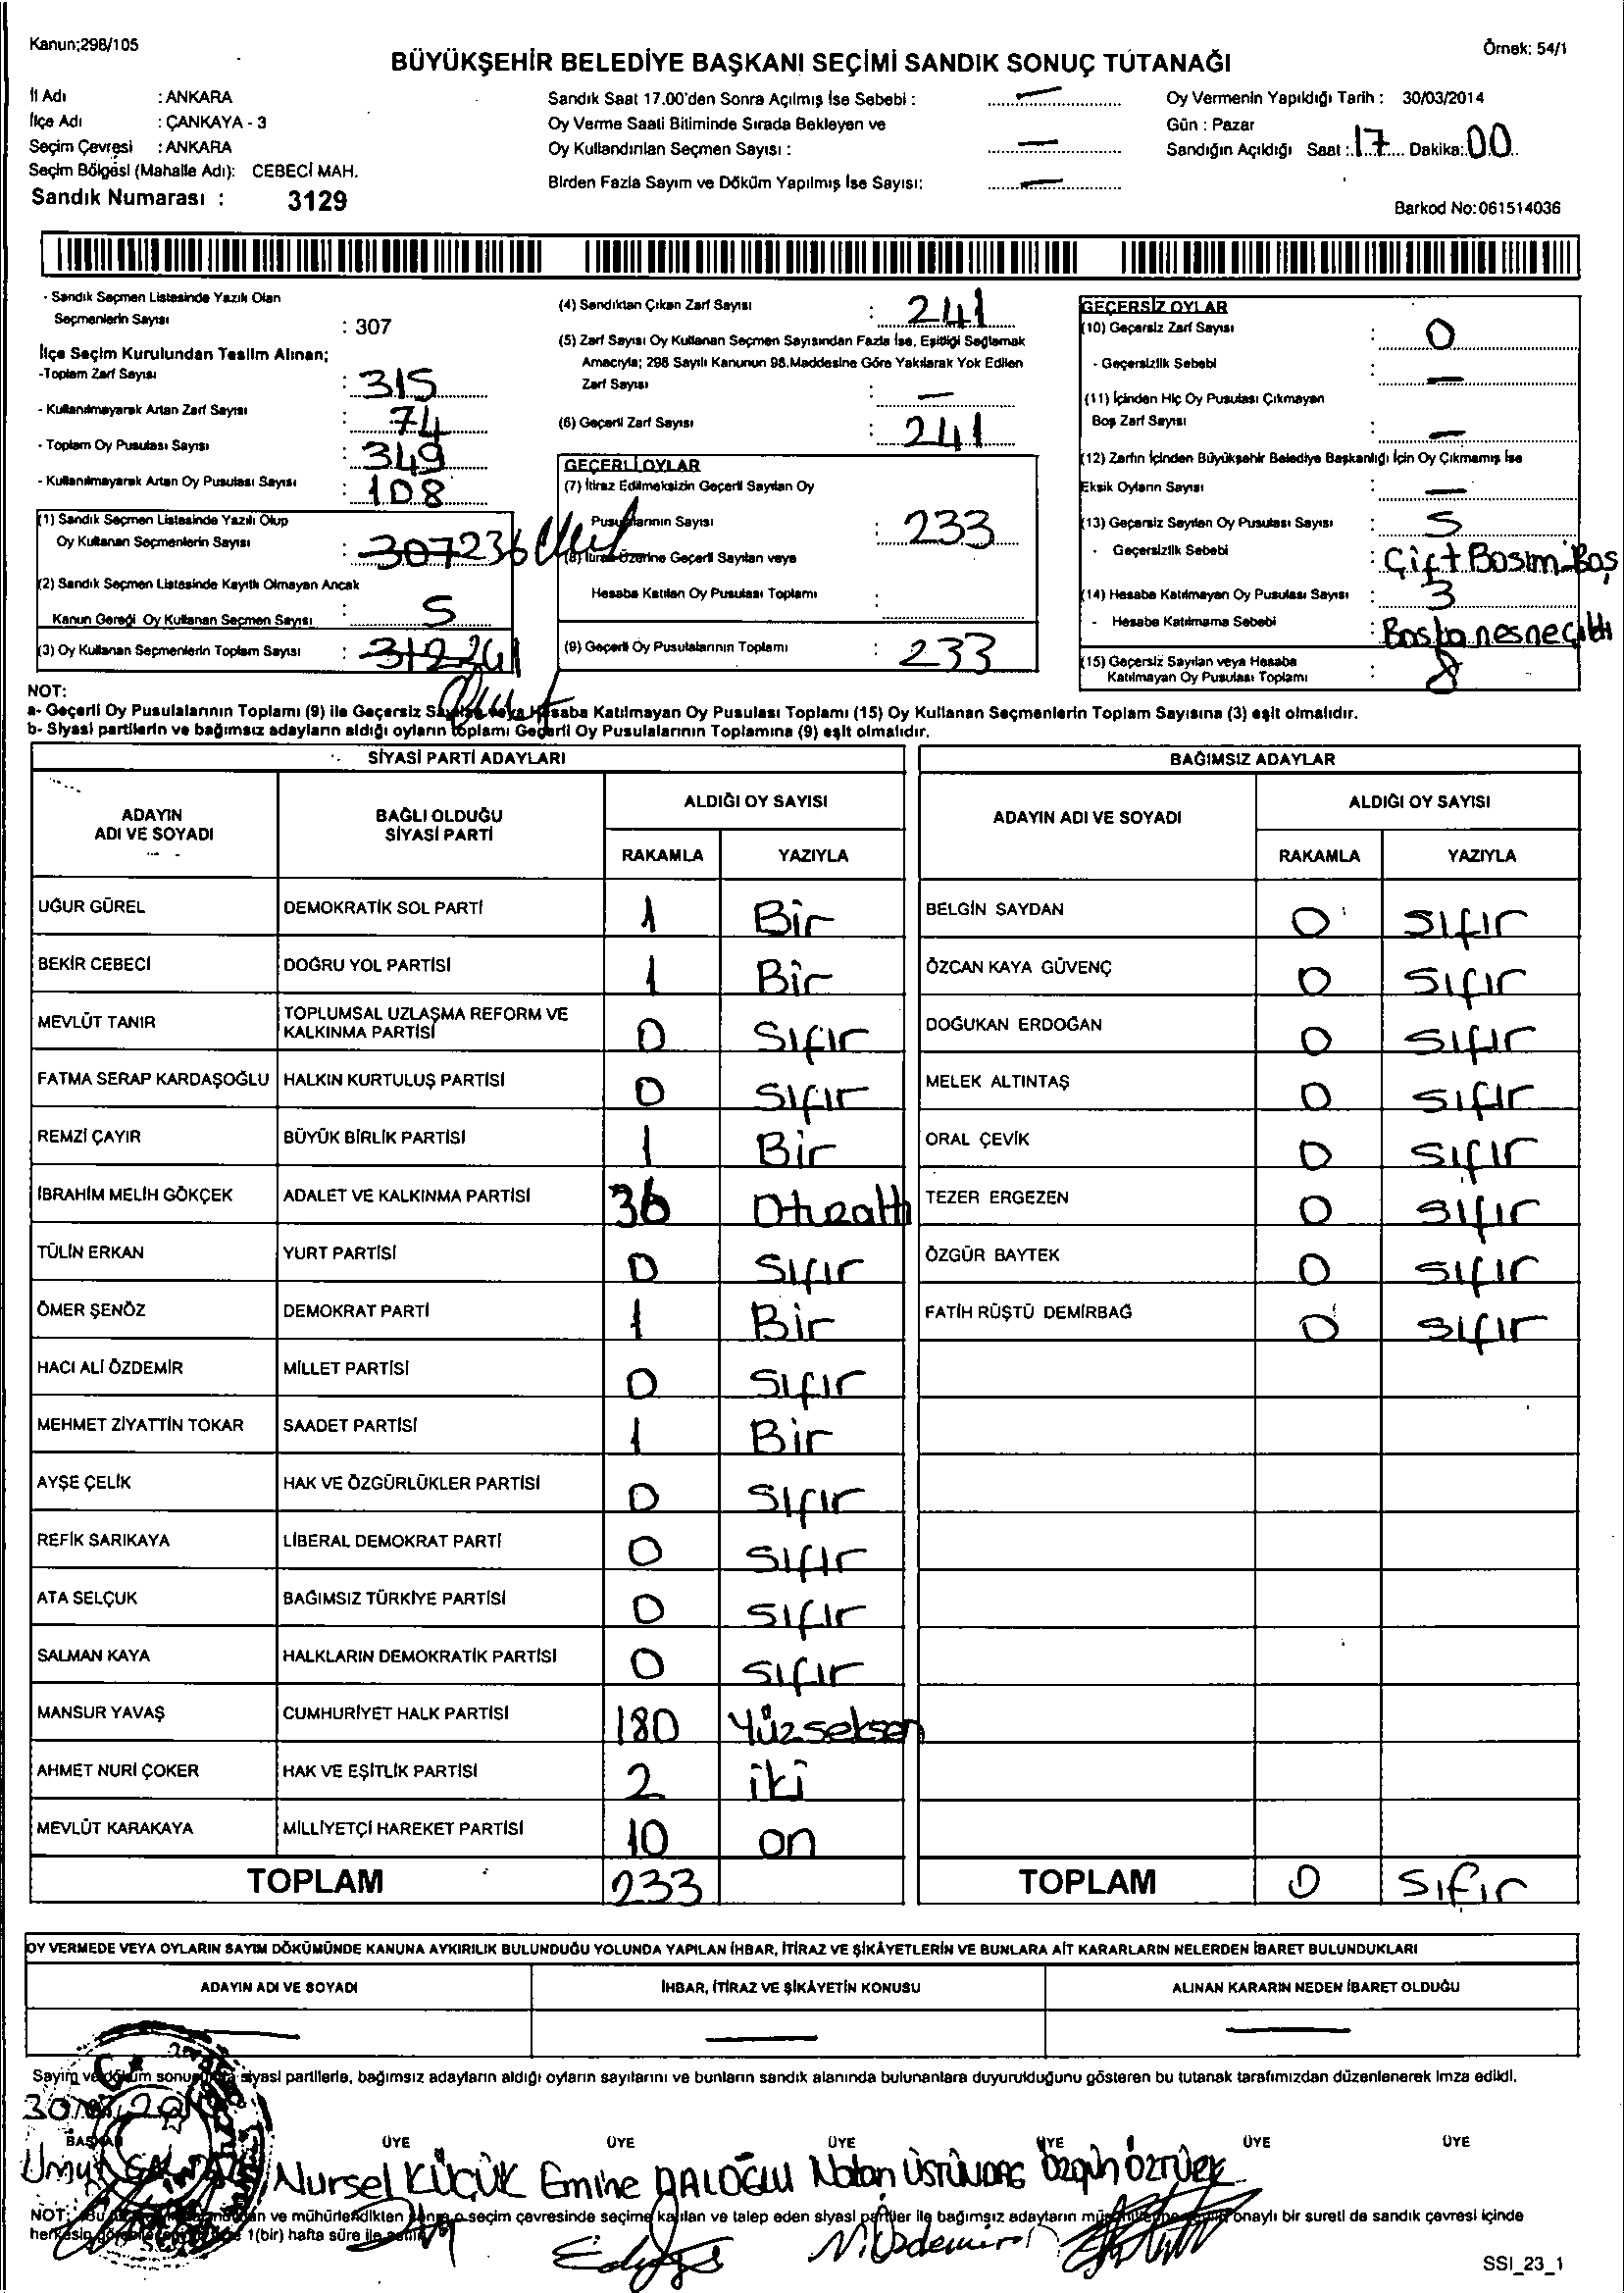 Kanun;298/105
Örnek: 54/1
BÜYÜKŞEHİR BELEDİYE BAŞKANI SEÇİMİ SANDIK SONUÇ TUTANAĞI
İl Adı : ANKARA
İlçe Adı : ÇANKAYA - 3
Seçim Çevresi : ANKARA
Seçim Bölgesi (Mahalle Adı): CEBECİ MAH.
Sandık Numarası : 3129
Sandık Saat 17.00'den Sonra Açılmış İse Sebebi : —
Oy Verme Saati Bitiminde Sırada Bekleyen ve
Oy Kullandırılan Seçmen Sayısı : —
Birden Fazla Sayım ve Döküm Yapılmış İse Sayısı: —
Oy Vermenin Yapıldığı Tarih : 30/03/2014
Gün : Pazar
Sandığın Açıldığı Saat : 17 Dakika: 00
Barkod No:061514036
- Sandık Seçmen Listesinde Yazılı Olan
Seçmenlerin Sayısı : 307
İlçe Seçim Kurulundan Teslim Alınan;
-Toplam Zarf Sayısı : 315
- Kullanılmayarak Artan Zarf Sayısı : 74
- Toplam Oy Pusulası Sayısı : 349
- Kullanılmayarak Artan Oy Pusulası Sayısı : 108
(1) Sandık Seçmen Listesinde Yazılı Olup
Oy Kullanan Seçmenlerin Sayısı : 307 236
(2) Sandık Seçmen Listesinde Kayıtlı Olmayan Ancak
Kanun Gereği Oy Kullanan Seçmen Sayısı : 5
(3) Oy Kullanan Seçmenlerin Toplam Sayısı : 312 241
(4) Sandıktan Çıkan Zarf Sayısı : 241
(5) Zarf Sayısı Oy Kullanan Seçmen Sayısından Fazla İse, Eşitliği Sağlamak
Amacıyla; 298 Sayılı Kanunun 98.Maddesine Göre Yakılarak Yok Edilen
Zarf Sayısı : —
(6) Geçerli Zarf Sayısı : 241
GEÇERLİ OYLAR
(7) İtiraz Edilmeksizin Geçerli Sayılan Oy
Pusulalarının Sayısı : 233
(8) İtiraz Üzerine Geçerli Sayılan veya
Hesaba Katılan Oy Pusulası Toplamı :
(9) Geçerli Oy Pusulalarının Toplamı : 233
GEÇERSİZ OYLAR
(10) Geçersiz Zarf Sayısı : 0
- Geçersizlik Sebebi : —
(11) İçinden Hiç Oy Pusulası Çıkmayan
Boş Zarf Sayısı : —
(12) Zarfın İçinden Büyükşehir Belediye Başkanlığı İçin Oy Çıkmamış İse
Eksik Oyların Sayısı : —
(13) Geçersiz Sayılan Oy Pusulası Sayısı : 5
- Geçersizlik Sebebi : Çift Basım-Boş
(14) Hesaba Katılmayan Oy Pusulası Sayısı : 3
- Hesaba Katılmama Sebebi : Başka nesne çıktı
(15) Geçersiz Sayılan veya Hesaba
Katılmayan Oy Pusulası Toplamı : 8
NOT:
a- Geçerli Oy Pusulalarının Toplamı (9) ile Geçersiz Sayılan veya Hesaba Katılmayan Oy Pusulası Toplamı (15) Oy Kullanan Seçmenlerin Toplam Sayısına (3) eşit olmalıdır.
b- Siyasi partilerin ve bağımsız adayların aldığı oyların toplamı Geçerli Oy Pusulalarının Toplamına (9) eşit olmalıdır.
SİYASİ PARTİ ADAYLARI
BAĞIMSIZ ADAYLAR
ADAYIN ADI VE SOYADI
BAĞLI OLDUĞU SİYASİ PARTİ
ALDIĞI OY SAYISI
RAKAMLA YAZIYLA
ADAYIN ADI VE SOYADI
ALDIĞI OY SAYISI
RAKAMLA YAZIYLA
UĞUR GÜREL DEMOKRATİK SOL PARTİ 1 Bir BELGİN SAYDAN 0 Sıfır
BEKİR CEBECİ DOĞRU YOL PARTİSİ 1 Bir ÖZCAN KAYA GÜVENÇ 0 Sıfır
MEVLÜT TANIR TOPLUMSAL UZLAŞMA REFORM VE KALKINMA PARTİSİ 0 Sıfır DOĞUKAN ERDOĞAN 0 Sıfır
FATMA SERAP KARDAŞOĞLU HALKIN KURTULUŞ PARTİSİ 0 Sıfır MELEK ALTINTAŞ 0 Sıfır
REMZİ ÇAYIR BÜYÜK BİRLİK PARTİSİ 1 Bir ORAL ÇEVİK 0 Sıfır
İBRAHİM MELİH GÖKÇEK ADALET VE KALKINMA PARTİSİ 36 Otuzaltı TEZER ERGEZEN 0 Sıfır
TÜLİN ERKAN YURT PARTİSİ 0 Sıfır ÖZGÜR BAYTEK 0 Sıfır
ÖMER ŞENÖZ DEMOKRAT PARTİ 1 Bir FATİH RÜŞTÜ DEMİRBAĞ 0 Sıfır
HACI ALİ ÖZDEMİR MİLLET PARTİSİ 0 Sıfır
MEHMET ZİYATTİN TOKAR SAADET PARTİSİ 1 Bir
AYŞE ÇELİK HAK VE ÖZGÜRLÜKLER PARTİSİ 0 Sıfır
REFİK SARIKAYA LİBERAL DEMOKRAT PARTİ 0 Sıfır
ATA SELÇUK BAĞIMSIZ TÜRKİYE PARTİSİ 0 Sıfır
SALMAN KAYA HALKLARIN DEMOKRATİK PARTİSİ 0 Sıfır
MANSUR YAVAŞ CUMHURİYET HALK PARTİSİ 180 Yüzseksen
AHMET NURİ ÇOKER HAK VE EŞİTLİK PARTİSİ 2 iki
MEVLÜT KARAKAYA MİLLİYETÇİ HAREKET PARTİSİ 10 on
TOPLAM 233 TOPLAM 0 Sıfır
OY VERMEDE VEYA OYLARIN SAYIM DÖKÜMÜNDE KANUNA AYKIRILIK BULUNDUĞU YOLUNDA YAPILAN İHBAR, İTİRAZ VE ŞİKÂYETLERİN VE BUNLARA AİT KARARLARIN NELERDEN İBARET BULUNDUKLARI
ADAYIN ADI VE SOYADI İHBAR, İTİRAZ VE ŞİKÂYETİN KONUSU ALINAN KARARIN NEDEN İBARET OLDUĞU
— — —
Sayım ve döküm siyasi partilerle, bağımsız adayların aldığı oyların sayılarını ve bunların sandık alanında bulunanlara duyurulduğunu gösteren bu tutanak tarafımızdan düzenlenerek imza edildi.
BAŞKAN ÜYE ÜYE ÜYE ÜYE ÜYE ÜYE
Umut Nursel KÜÇÜK Emine ÜSTÜNDAĞ Özgün ÖZTÜRK
NOT: ve mühürlendikten sonra o seçim çevresinde seçime katılan ve talep eden siyasi partiler ile bağımsız adayların onaylı bir sureti de sandık çevresi içinde
herkesin 1(bir) hafta süre ile asılır.
SSI_23_1